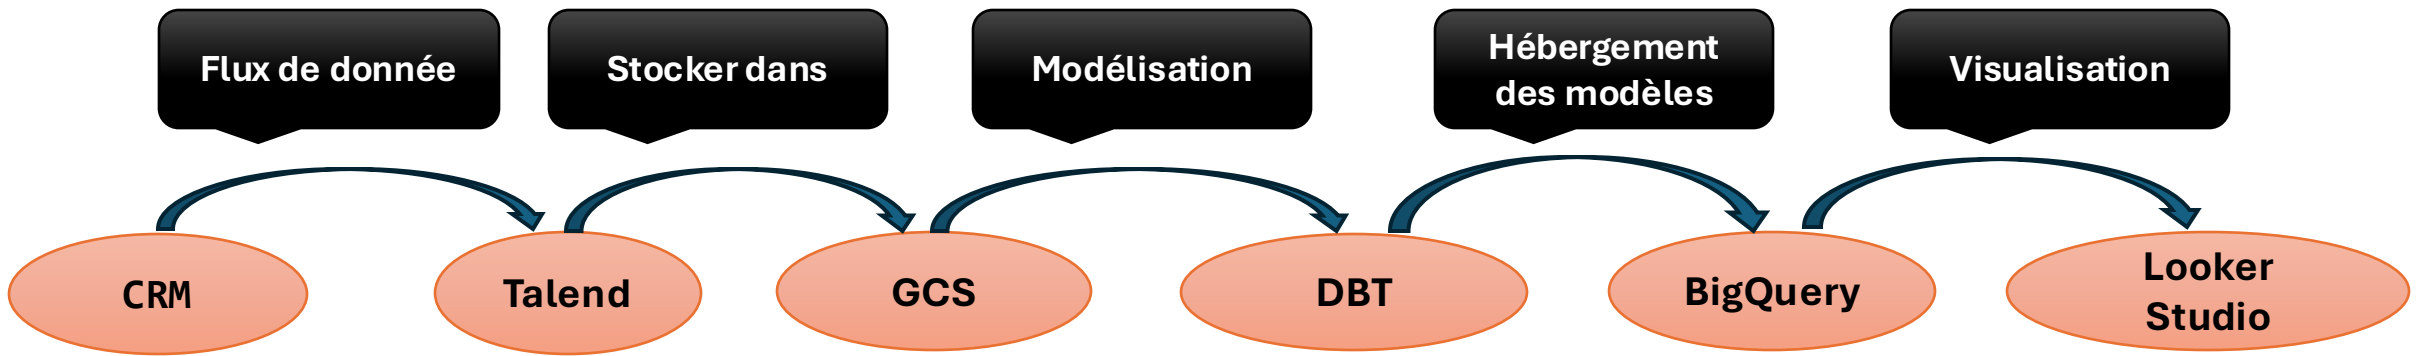 Flux de donnée
Stocker dans
Modélisation
Hébergement
des modèles
Visualisation
CRM
Talend
GCS
DBT
BigQuery
Looker
Studio